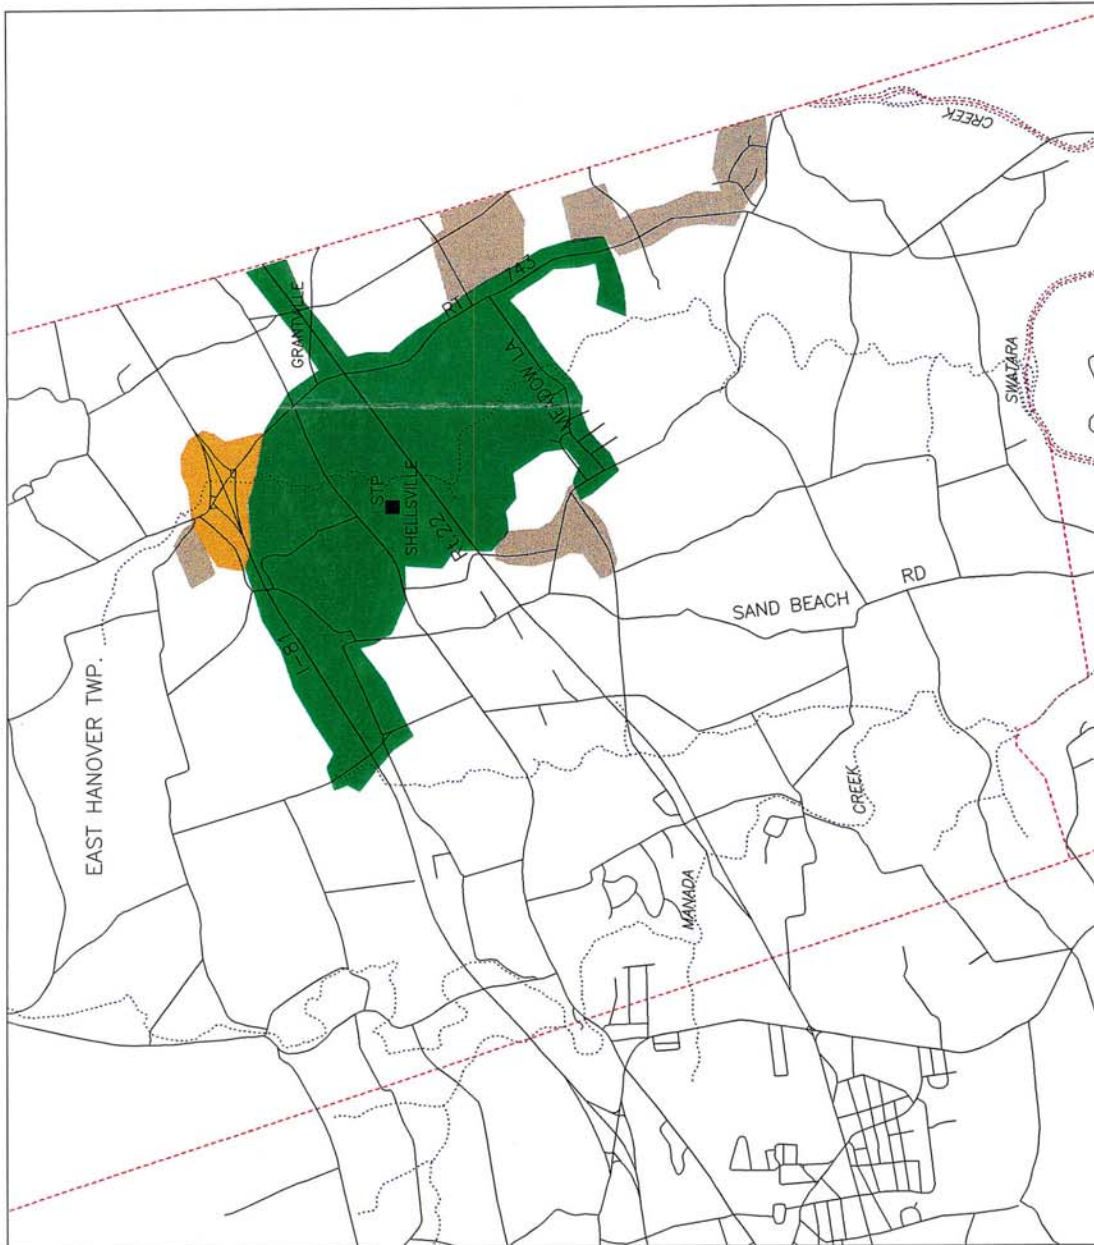 CREEK
RT 743
GRANTVILLE
MEADOW LA
SWATARA
STP
SHELLSVILLE
Rt.22
RD
SAND BEACH
I-81
EAST HANOVER TWP.
CREEK
MANADA